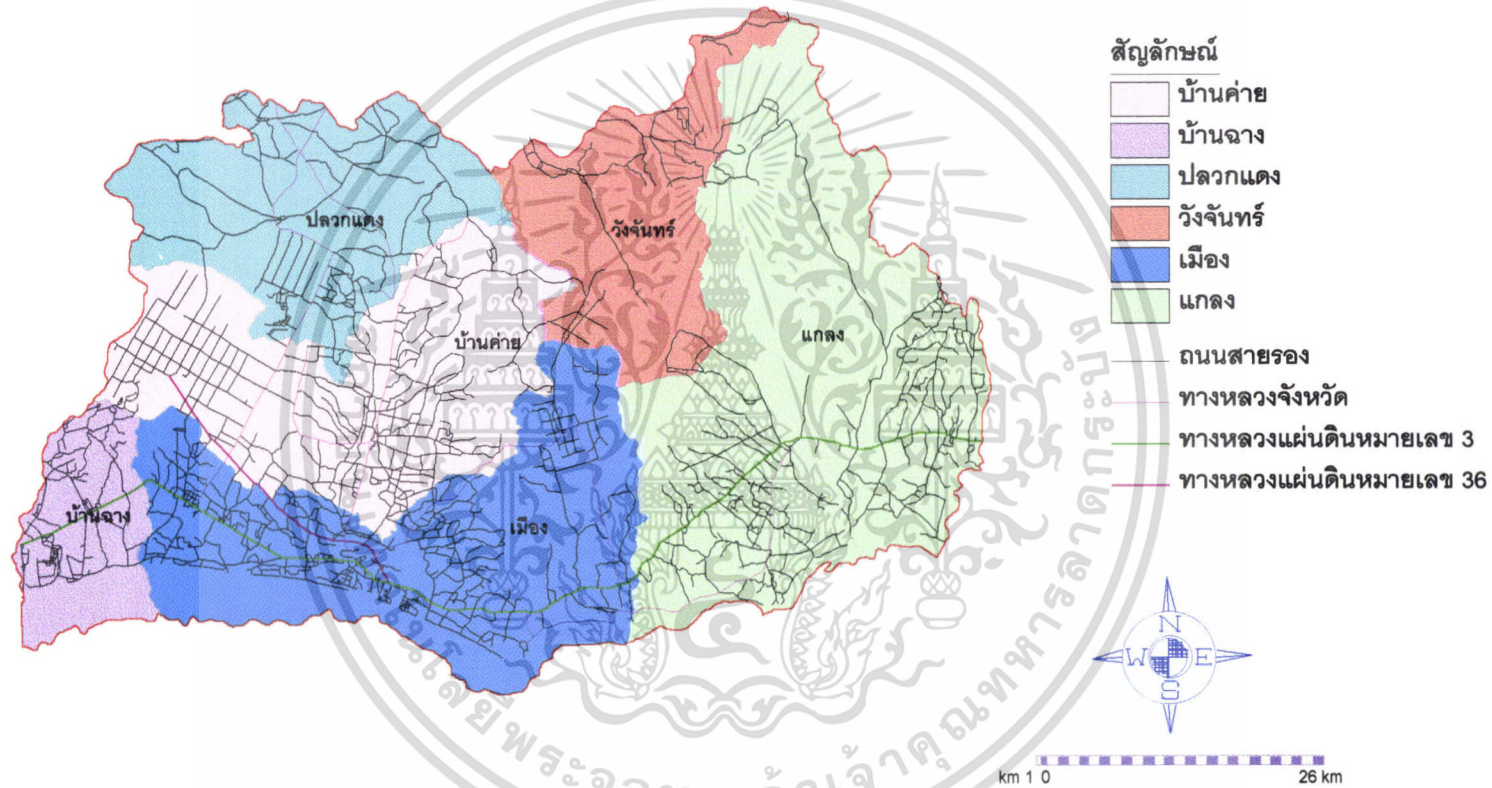 สัญลักษณ์
บ้านค่าย
บ้านฉาง
ปลวกแดง
วังจันทร์
เมือง
แกลง
ถนนสายรอง
ทางหลวงจังหวัด
ทางหลวงแผ่นดินหมายเลข 3
ทางหลวงแผ่นดินหมายเลข 36
ปลวกแดง
วังจันทร์
บ้านค่าย
แกลง
บ้านฉาง
เมือง
N
W E
S
km 1 0 26 km